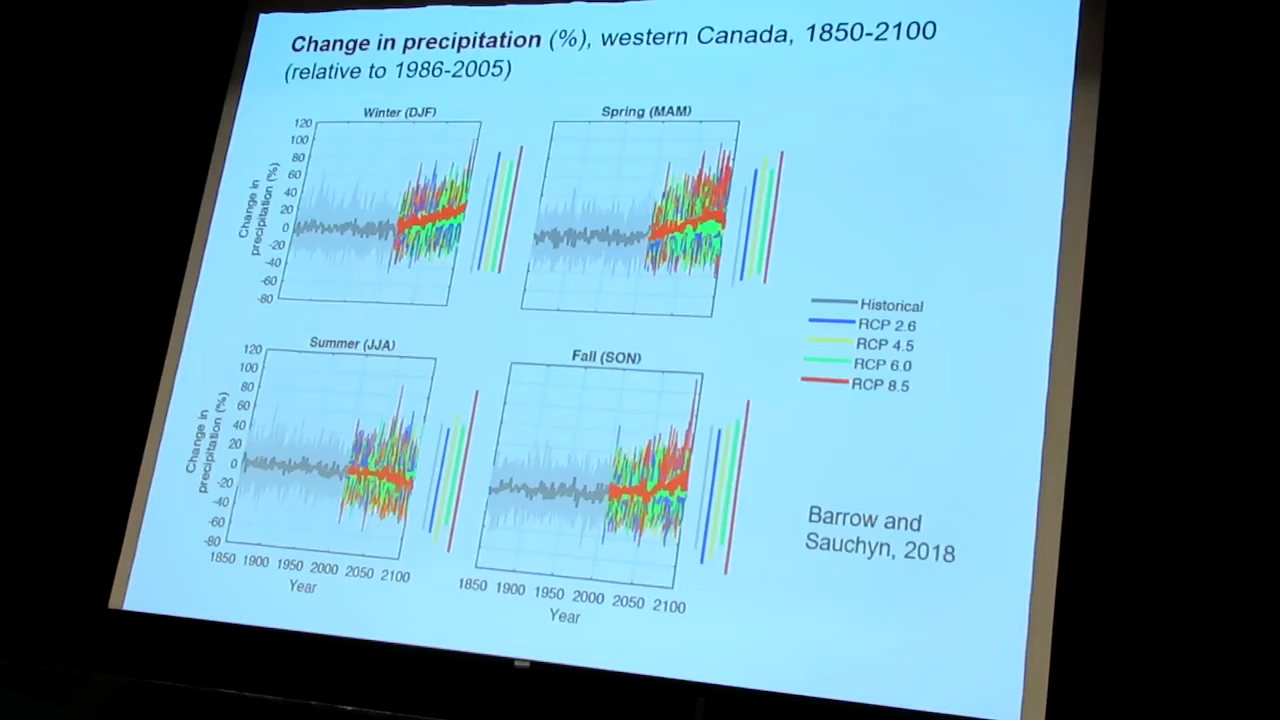 Change in precipitation (%), western Canada, 1850-2100
(relative to 1986-2005)
Winter (DJF)
Spring (MAM)
120
100
80
60
40
20
0
-20
-40
-60
-80
Change in
precipitation (%)
Summer (JJA)
Fall (SON)
120
100
80
60
40
20
0
-20
-40
-60
-80
Change in
precipitation (%)
1850 1900 1950 2000 2050 2100
Year
1850 1900 1950 2000 2050 2100
Year
Historical
RCP 2.6
RCP 4.5
RCP 6.0
RCP 8.5
Barrow and
Sauchyn, 2018